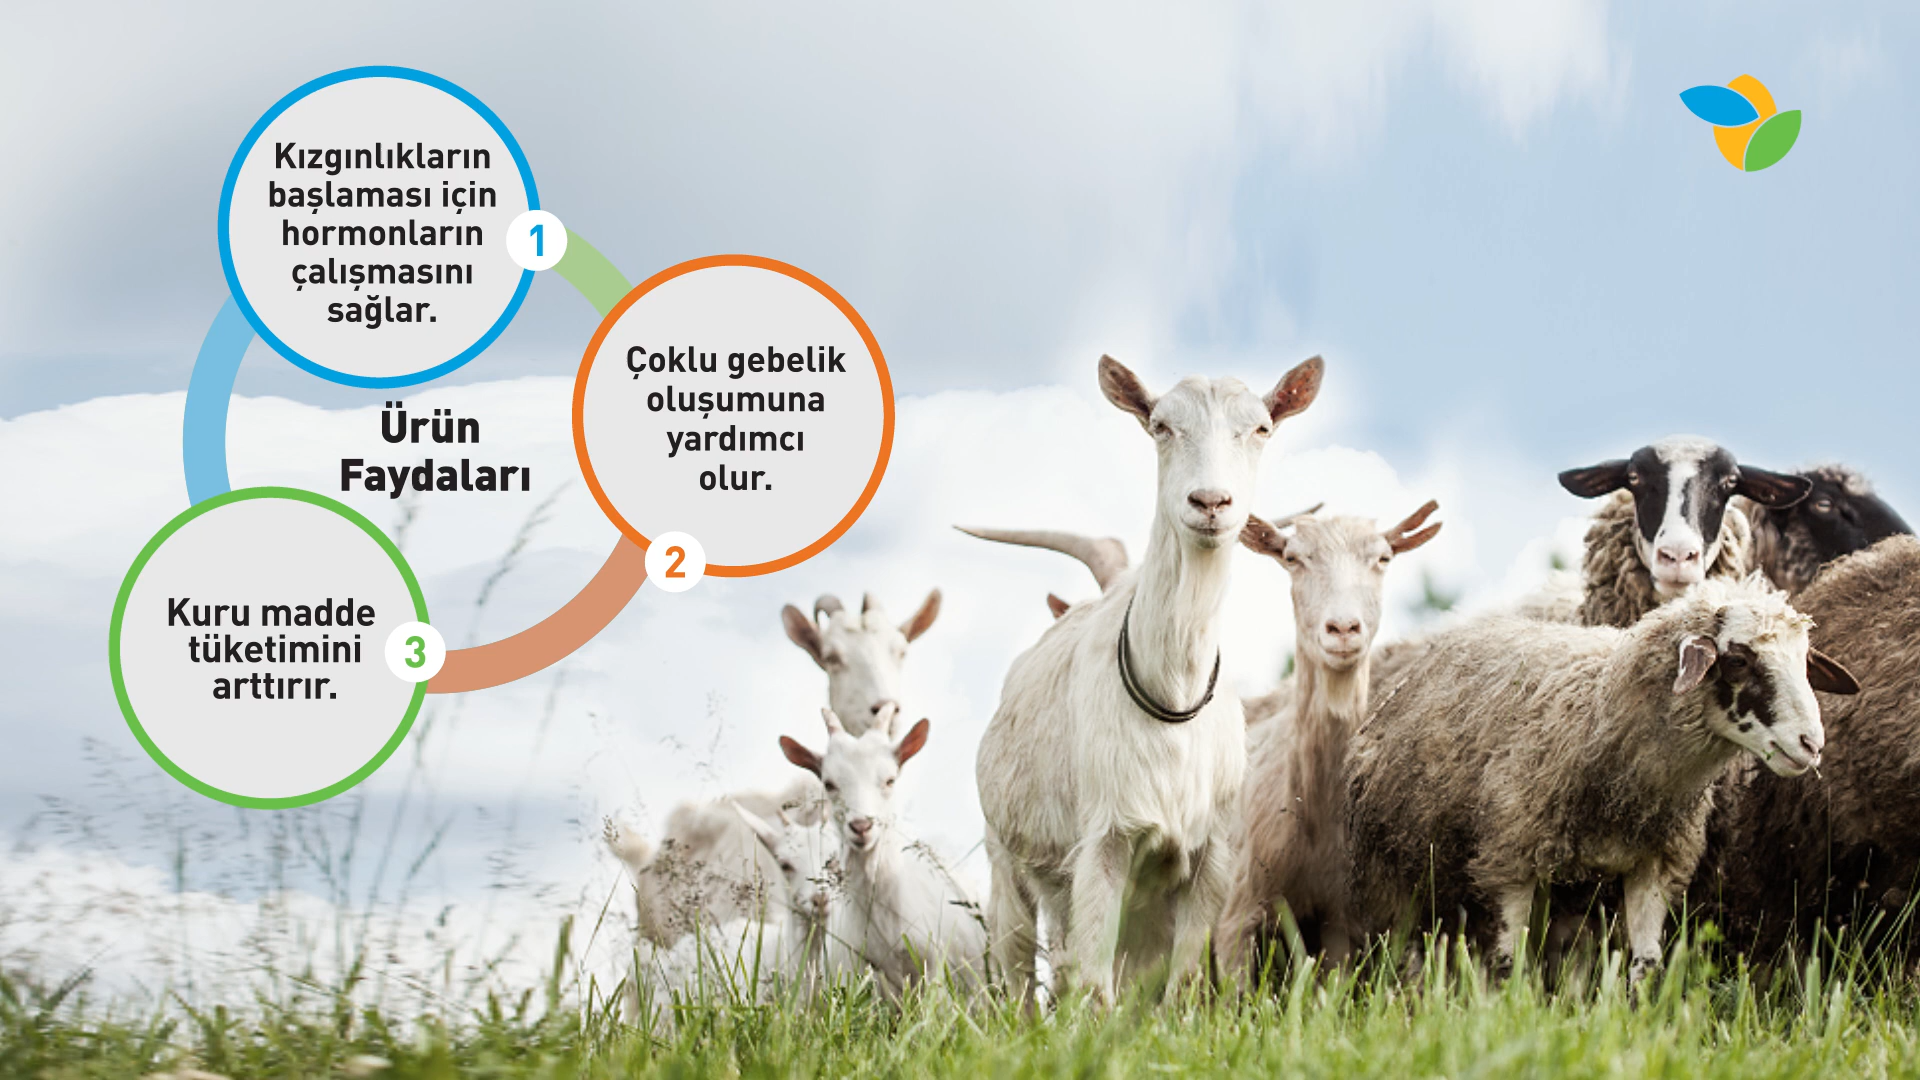 Kızgınlıkların
başlaması için
hormonların
çalışmasını
sağlar.
1
Çoklu gebelik
oluşumuna
yardımcı
olur.
2
Ürün
Faydaları
Kuru madde
tüketimini
arttırır.
3